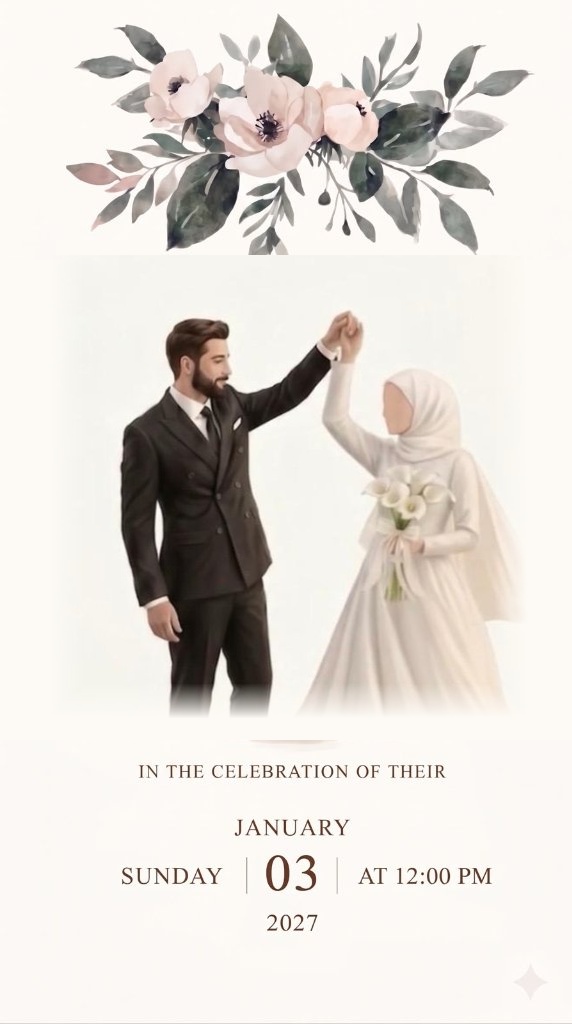 IN THE CELEBRATION OF THEIR
JANUARY
SUNDAY 03 AT 12:00 PM
2027